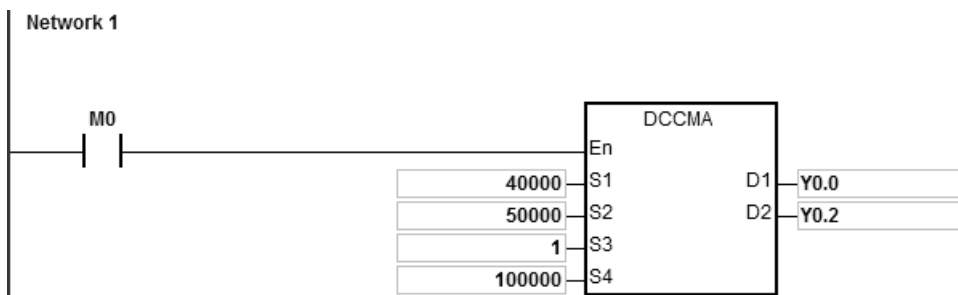 Network 1
M0
DCCMA
En
40000 S1 D1 Y0.0
50000 S2 D2 Y0.2
1 S3
100000 S4